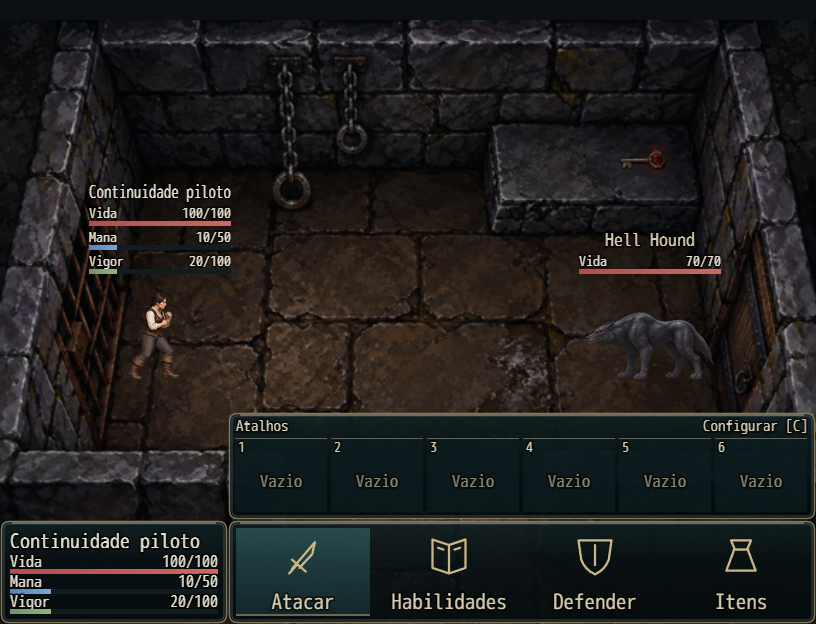 Continuidade piloto
Vida 100/100
Mana 10/50
Vigor 20/100
Hell Hound
Vida 70/70
Atalhos Configurar [C]
1 2 3 4 5 6
Vazio Vazio Vazio Vazio Vazio Vazio
Continuidade piloto
Vida 100/100
Mana 10/50
Vigor 20/100
Atacar Habilidades Defender Itens